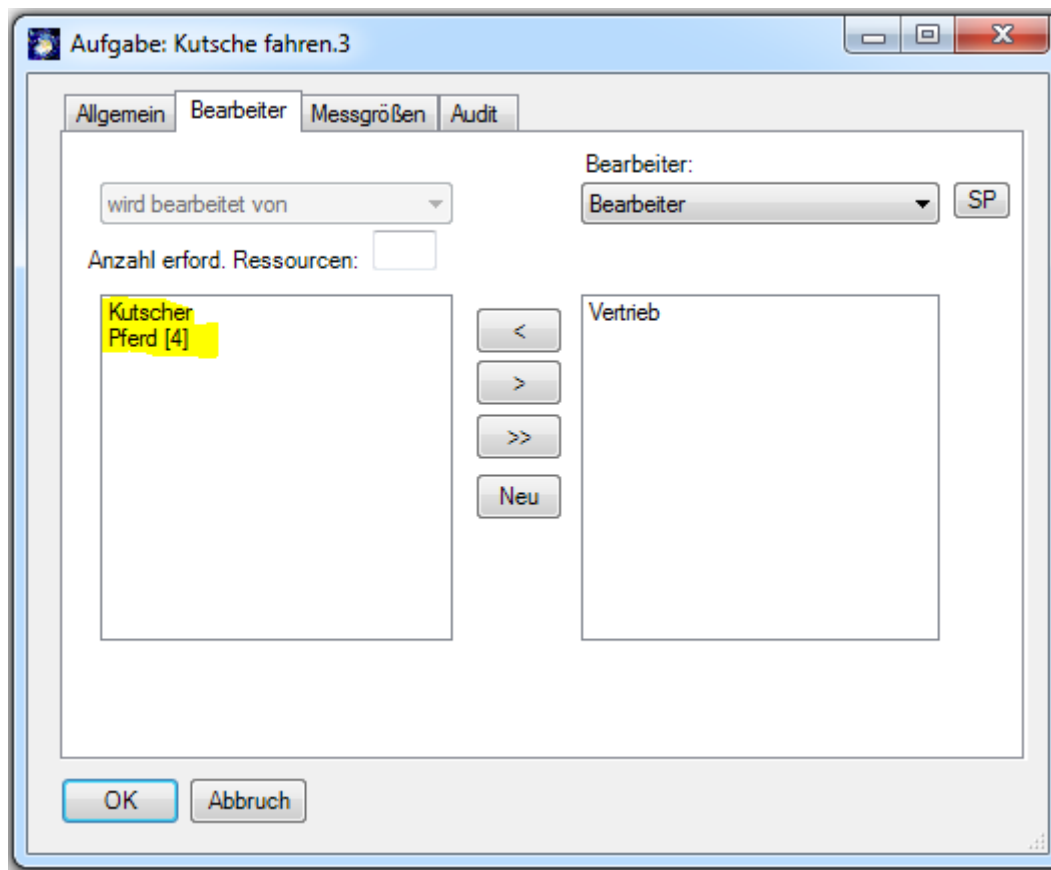 Aufgabe: Kutsche fahren.3
Allgemein Bearbeiter Messgrößen Audit
Bearbeiter:
wird bearbeitet von
Bearbeiter
SP
Anzahl erford. Ressourcen:
Kutscher
Pferd [4]
<
>
>>
Neu
Vertrieb
OK Abbruch